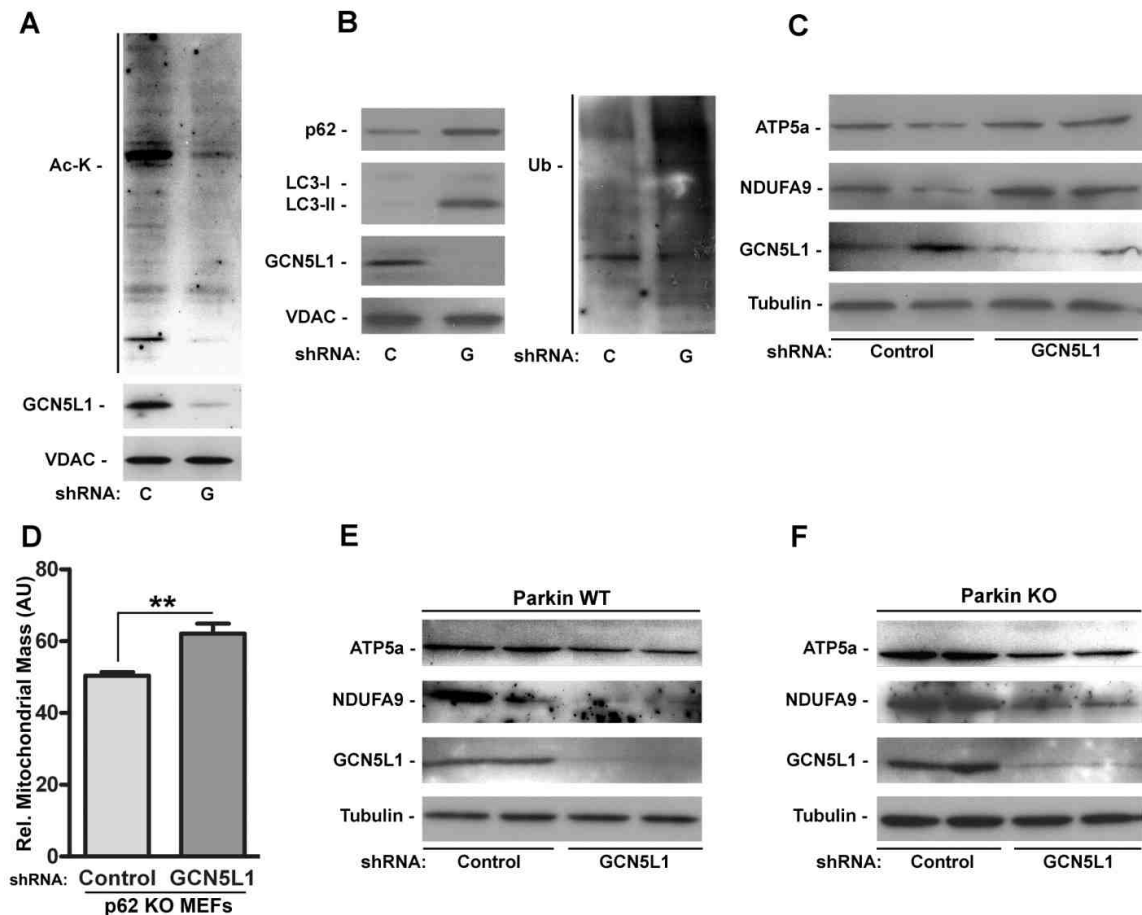 A
Ac-K -
GCN5L1 -
VDAC -
shRNA: C G
B
p62 -
LC3-I -
LC3-II -
GCN5L1 -
VDAC -
shRNA: C G
Ub -
shRNA: C G
C
ATP5a -
NDUFA9 -
GCN5L1 -
Tubulin -
shRNA: Control GCN5L1
D
Rel. Mitochondrial Mass (AU)
80
60
40
20
0
**
shRNA: Control GCN5L1
p62 KO MEFs
E
Parkin WT
ATP5a -
NDUFA9 -
GCN5L1 -
Tubulin -
shRNA: Control GCN5L1
F
Parkin KO
ATP5a -
NDUFA9 -
GCN5L1 -
Tubulin -
shRNA: Control GCN5L1